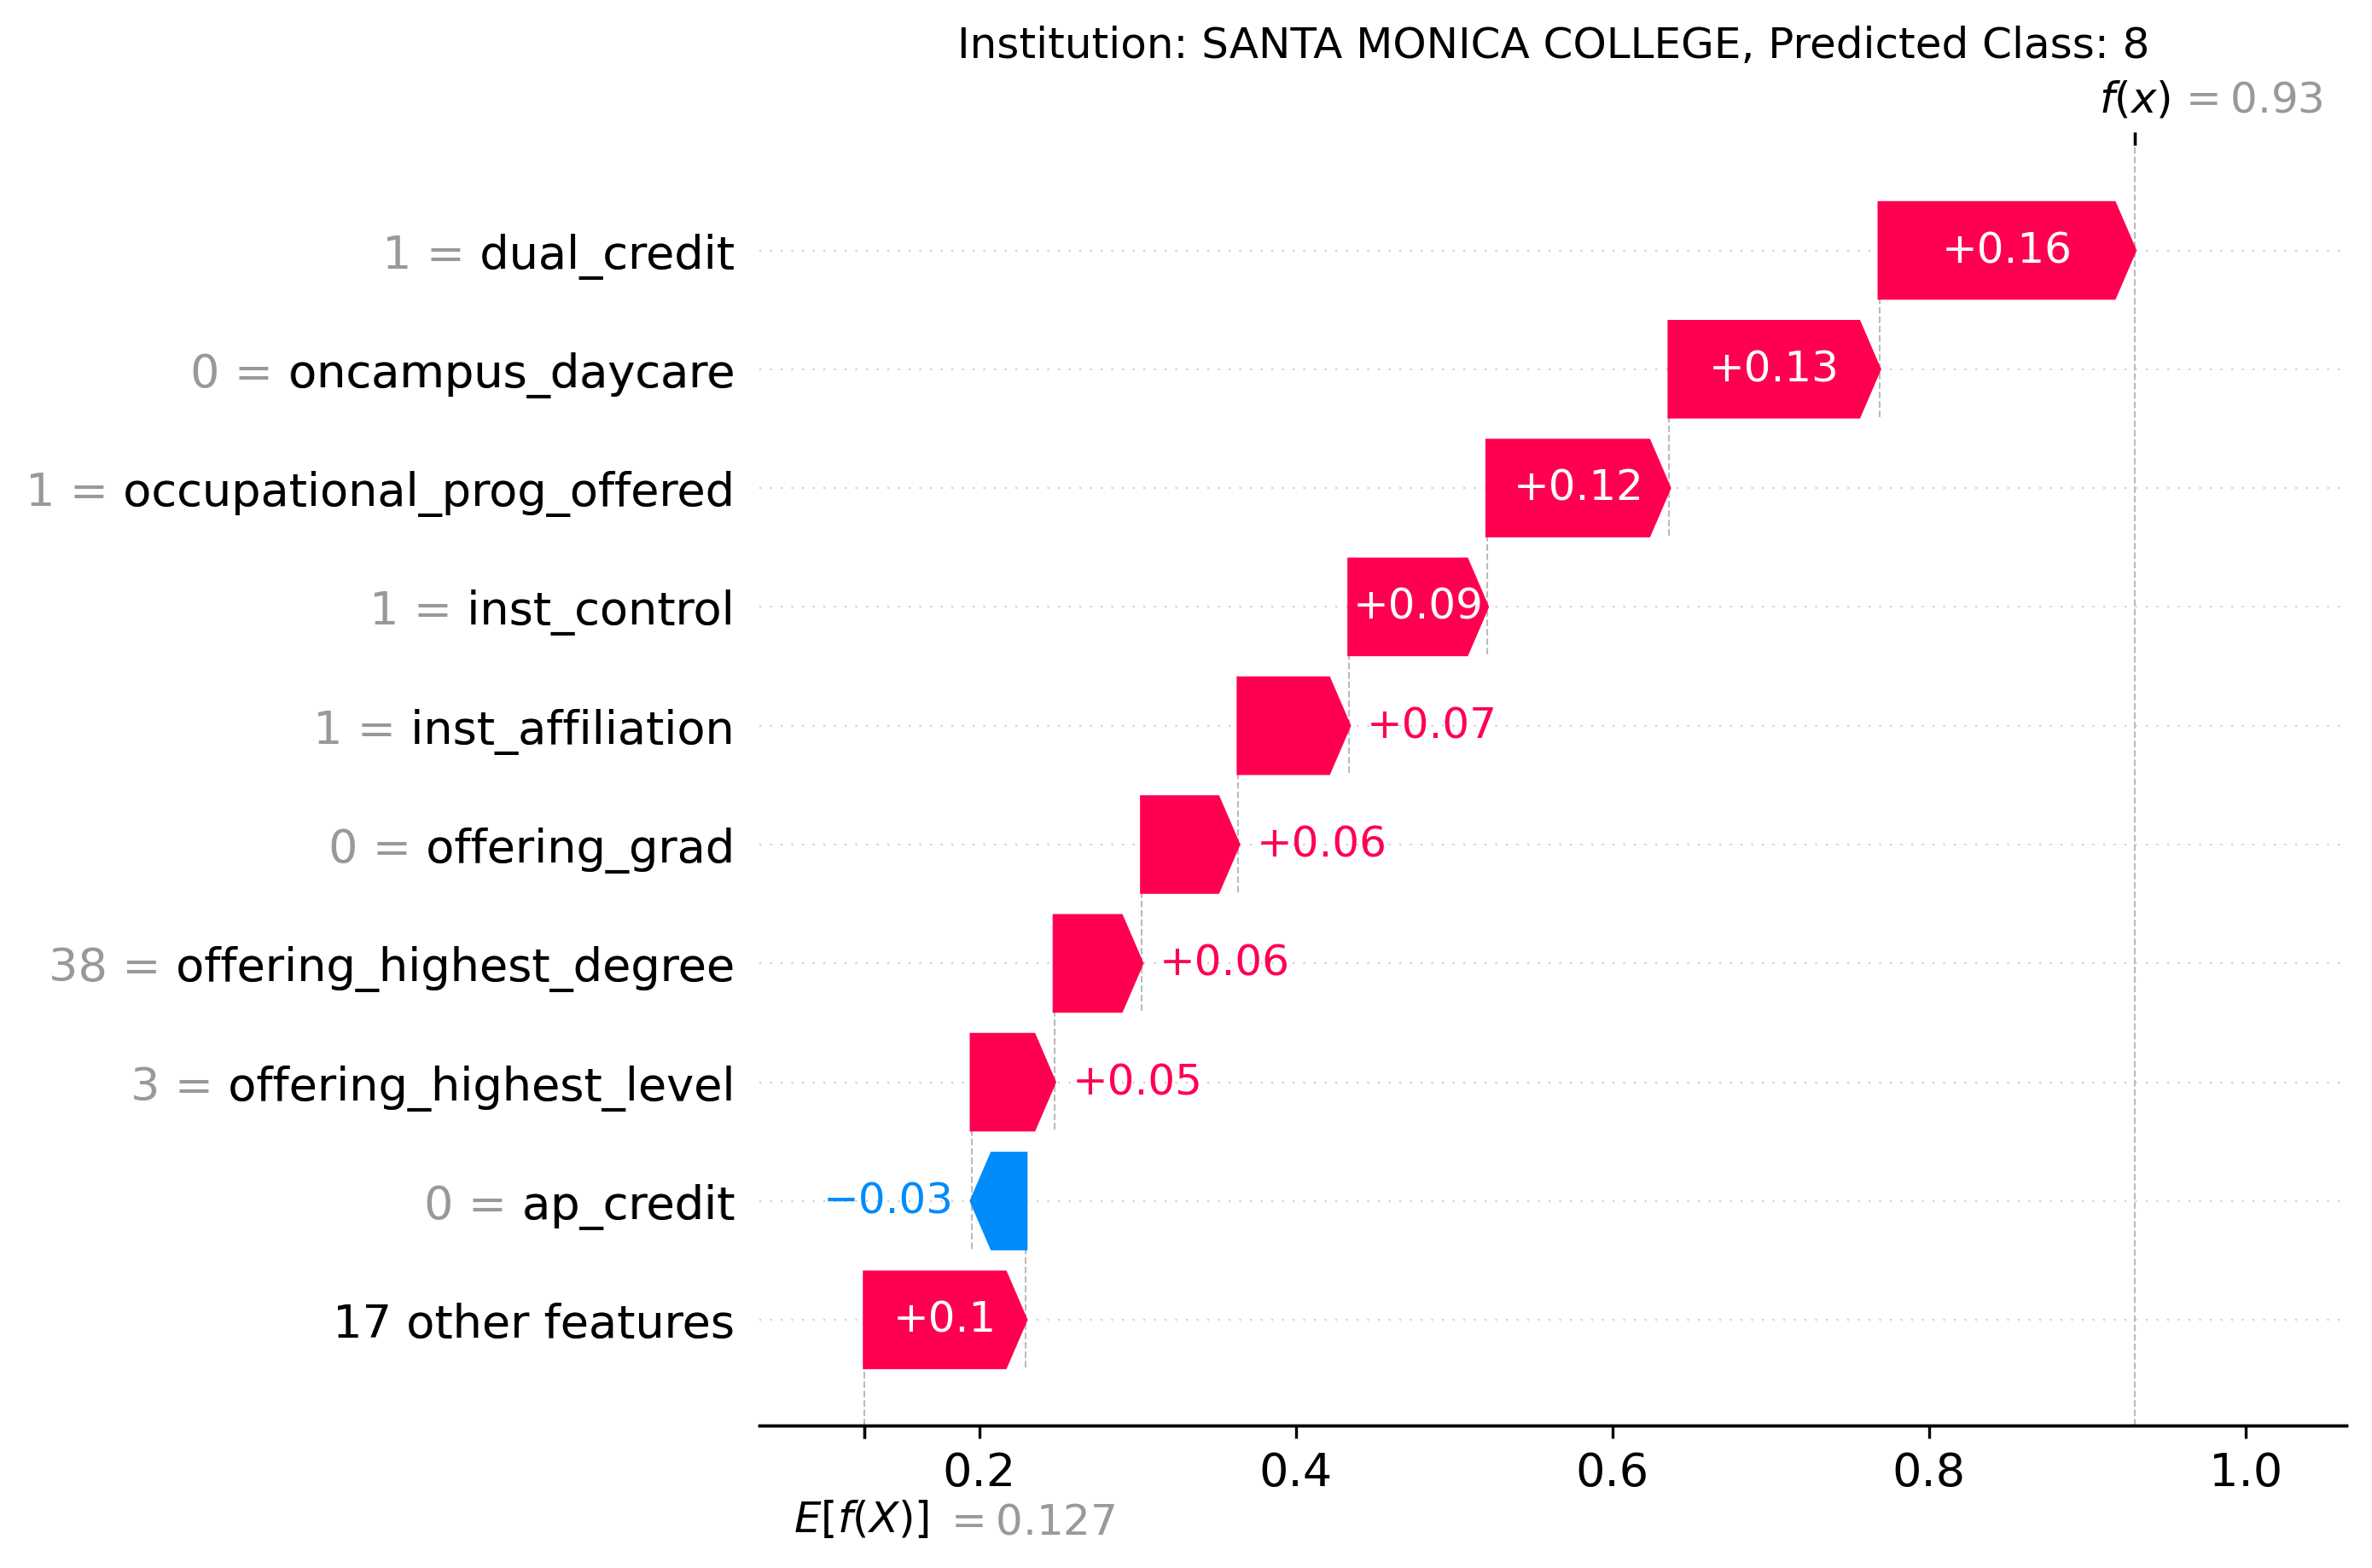 Institution: SANTA MONICA COLLEGE, Predicted Class: 8
f(x) = 0.93
1 = dual_credit +0.16
0 = oncampus_daycare +0.13
1 = occupational_prog_offered +0.12
1 = inst_control +0.09
1 = inst_affiliation +0.07
0 = offering_grad +0.06
38 = offering_highest_degree +0.06
3 = offering_highest_level +0.05
0 = ap_credit −0.03
17 other features +0.1
0.2 0.4 0.6 0.8 1.0
E[f(X)] = 0.127